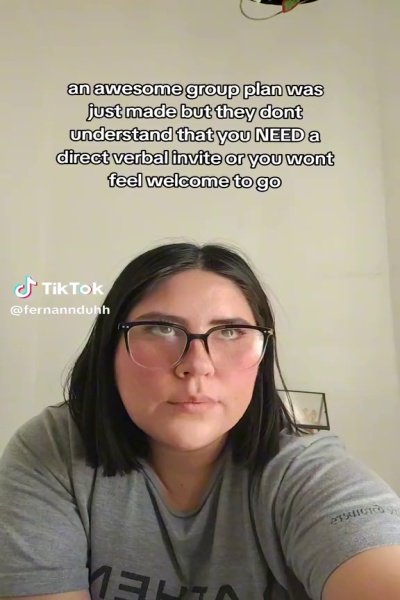 an awesome group plan was
just made but they dont
understand that you NEED a
direct verbal invite or you wont
feel welcome to go
TikTok
@fernannduhh